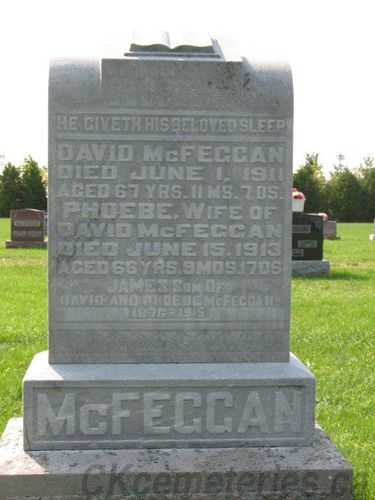 HE GIVETH HIS BELOVED SLEEP
DAVID McFEGGAN
DIED JUNE 1, 1911
AGED 67 YRS. 11 MS. 7 DS.
PHOEBE, WIFE OF
DAVID McFEGGAN
DIED JUNE 15, 1913
AGED 66 YRS. 9 MOS. 17 DS
JAMES SON OF
DAVID AND PHOEBE McFEGGAN
1876 - 1915
McFEGGAN
CKcemeteries.ca